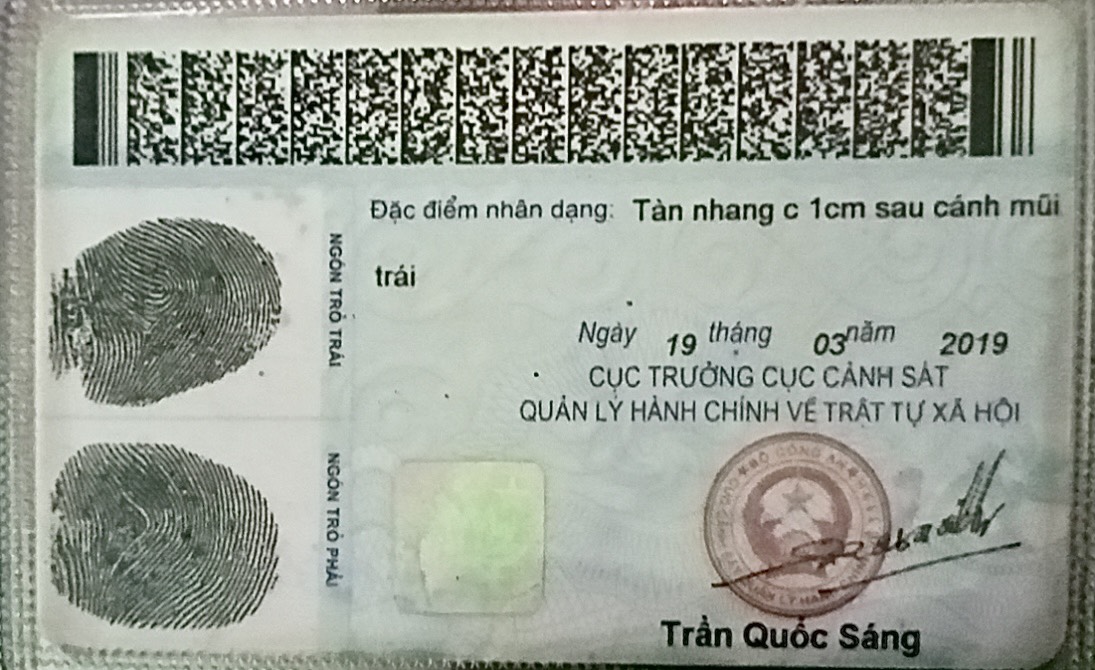 Đặc điểm nhân dạng: Tàn nhang c 1cm sau cánh mũi
trái
NGÓN TRỎ TRÁI
NGÓN TRỎ PHẢI
Ngày 19 tháng 03 năm 2019
CỤC TRƯỞNG CỤC CẢNH SÁT
QUẢN LÝ HÀNH CHÍNH VỀ TRẬT TỰ XÃ HỘI
BỘ CÔNG AN
Trần Quốc Sáng